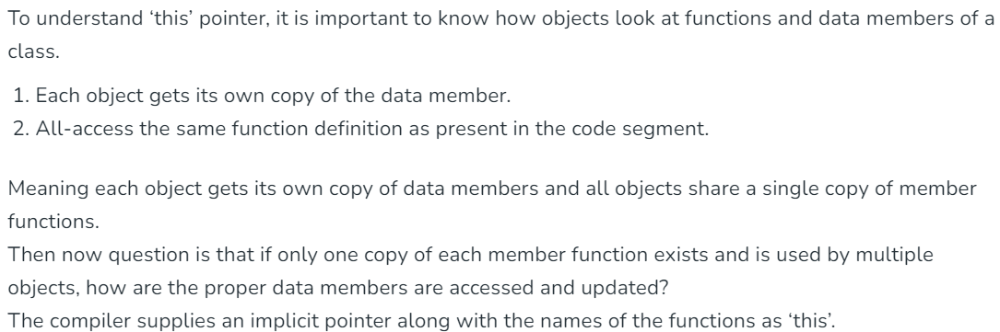 To understand ‘this’ pointer, it is important to know how objects look at functions and data members of a
class.
1. Each object gets its own copy of the data member.
2. All-access the same function definition as present in the code segment.
Meaning each object gets its own copy of data members and all objects share a single copy of member
functions.
Then now question is that if only one copy of each member function exists and is used by multiple
objects, how are the proper data members are accessed and updated?
The compiler supplies an implicit pointer along with the names of the functions as ‘this’.